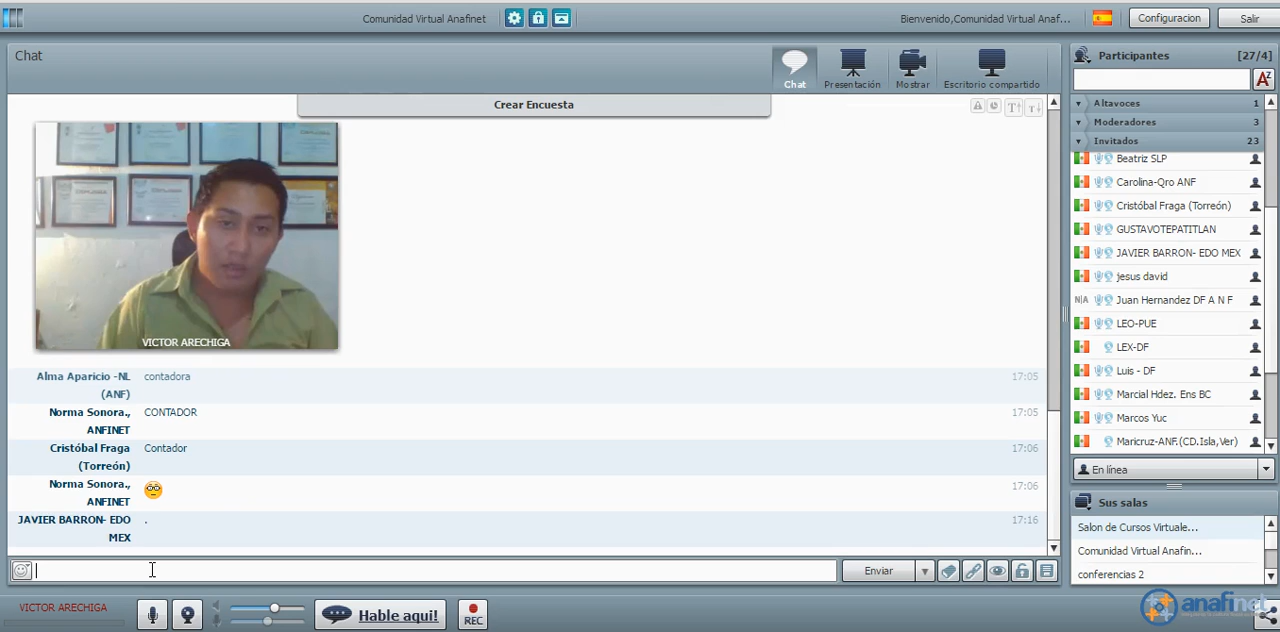 Comunidad Virtual Anafinet
Bienvenido,Comunidad Virtual Anaf...
Configuracion
Salir
Chat
Chat
Presentación
Mostrar
Escritorio compartido
Crear Encuesta
VICTOR ARECHIGA
Alma Aparicio -NL (ANF)
contadora
17:05
Norma Sonora., ANFINET
CONTADOR
17:05
Cristóbal Fraga (Torreón)
Contador
17:06
Norma Sonora., ANFINET
17:06
JAVIER BARRON- EDO MEX
.
17:16
Enviar
VICTOR ARECHIGA
Hable aqui!
REC
Participantes
[27/4]
Altavoces 1
Moderadores 3
Invitados 23
Beatriz SLP
Carolina-Qro ANF
Cristóbal Fraga (Torreón)
GUSTAVOTEPATITLAN
JAVIER BARRON- EDO MEX
jesus david
N/A Juan Hernandez DF A N F
LEO-PUE
LEX-DF
Luis - DF
Marcial Hdez. Ens BC
Marcos Yuc
Maricruz-ANF.(CD.Isla,Ver)
En línea
Sus salas
Salon de Cursos Virtuale...
Comunidad Virtual Anafin...
conferencias 2
anafinet